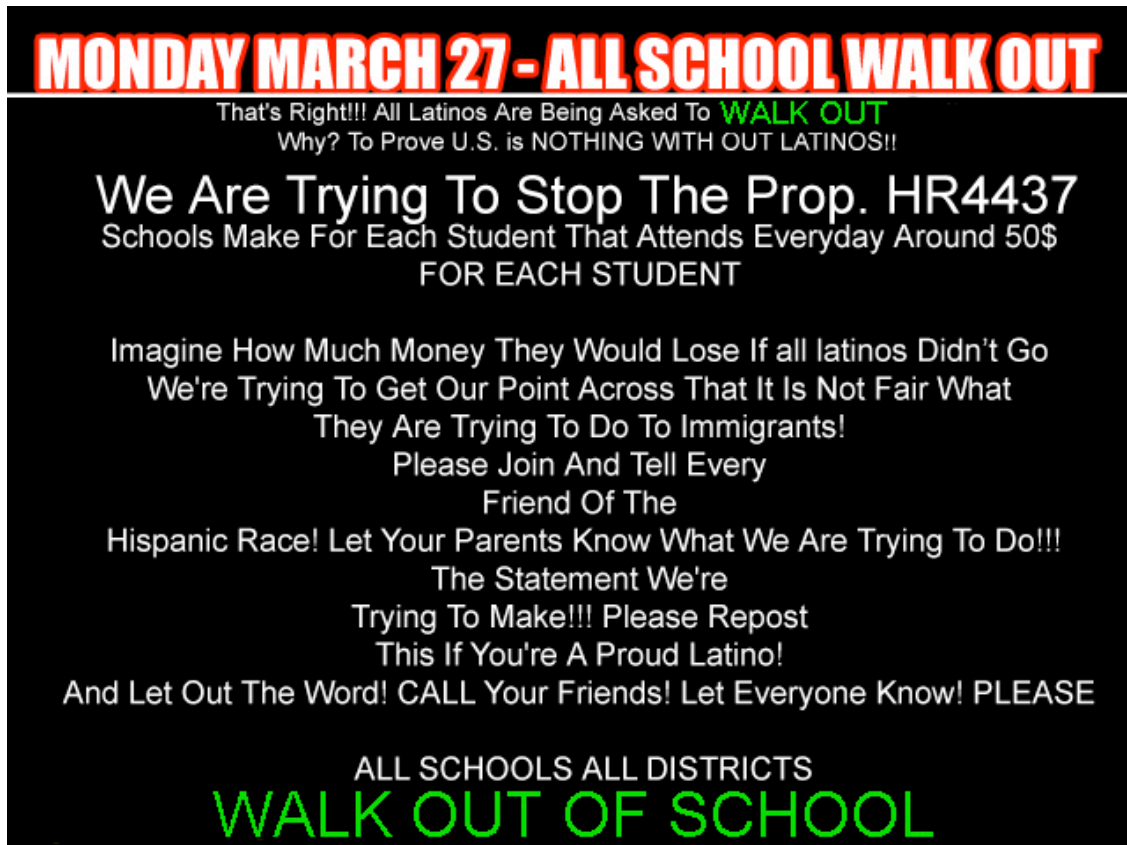 MONDAY MARCH 27 - ALL SCHOOL WALK OUT
That's Right!!! All Latinos Are Being Asked To WALK OUT
Why? To Prove U.S. is NOTHING WITH OUT LATINOS!!
We Are Trying To Stop The Prop. HR4437
Schools Make For Each Student That Attends Everyday Around 50$
FOR EACH STUDENT
Imagine How Much Money They Would Lose If all latinos Didn't Go
We're Trying To Get Our Point Across That It Is Not Fair What
They Are Trying To Do To Immigrants!
Please Join And Tell Every
Friend Of The
Hispanic Race! Let Your Parents Know What We Are Trying To Do!!!
The Statement We're
Trying To Make!!! Please Repost
This If You're A Proud Latino!
And Let Out The Word! CALL Your Friends! Let Everyone Know! PLEASE
ALL SCHOOLS ALL DISTRICTS
WALK OUT OF SCHOOL